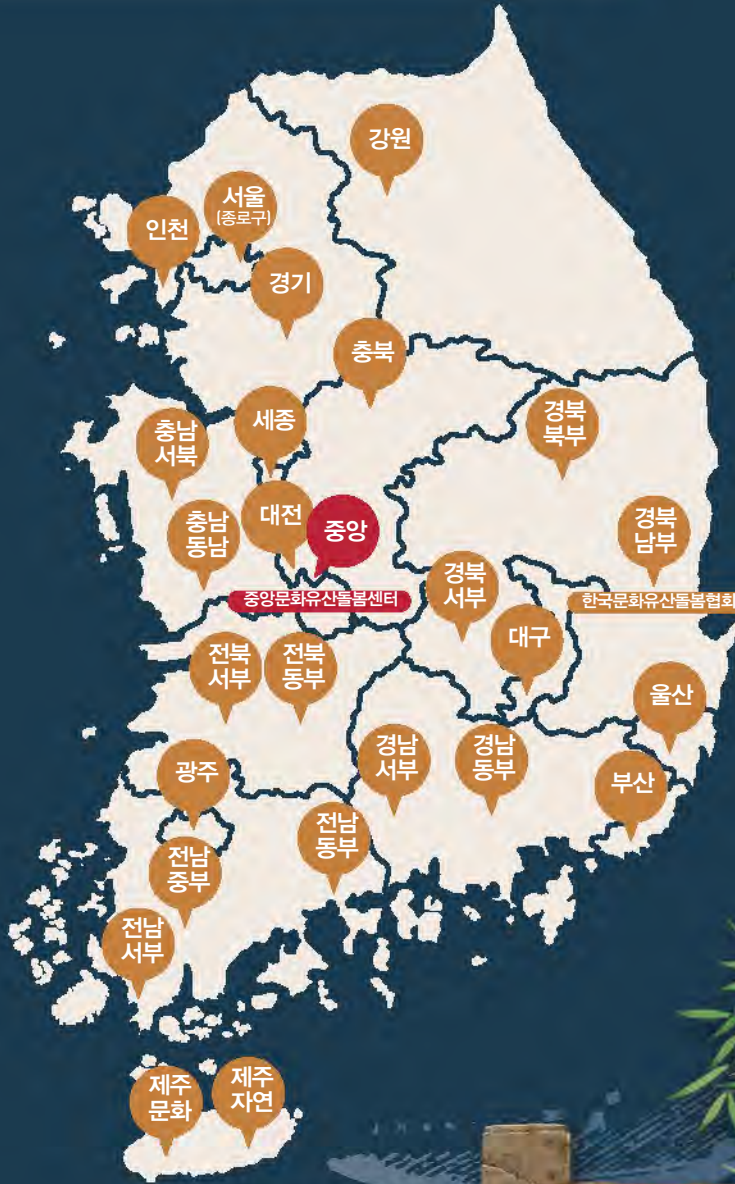 강원
서울
(종로구)
인천
경기
충북
세종
경북
북부
충남
서북
대전
중앙
충남
동남
경북
남부
중앙문화유산돌봄센터
경북
서부
한국문화유산돌봄협회
대구
전북
서부
전북
동부
울산
경남
서부
경남
동부
광주
부산
전남
동부
전남
중부
전남
서부
제주
문화
제주
자연